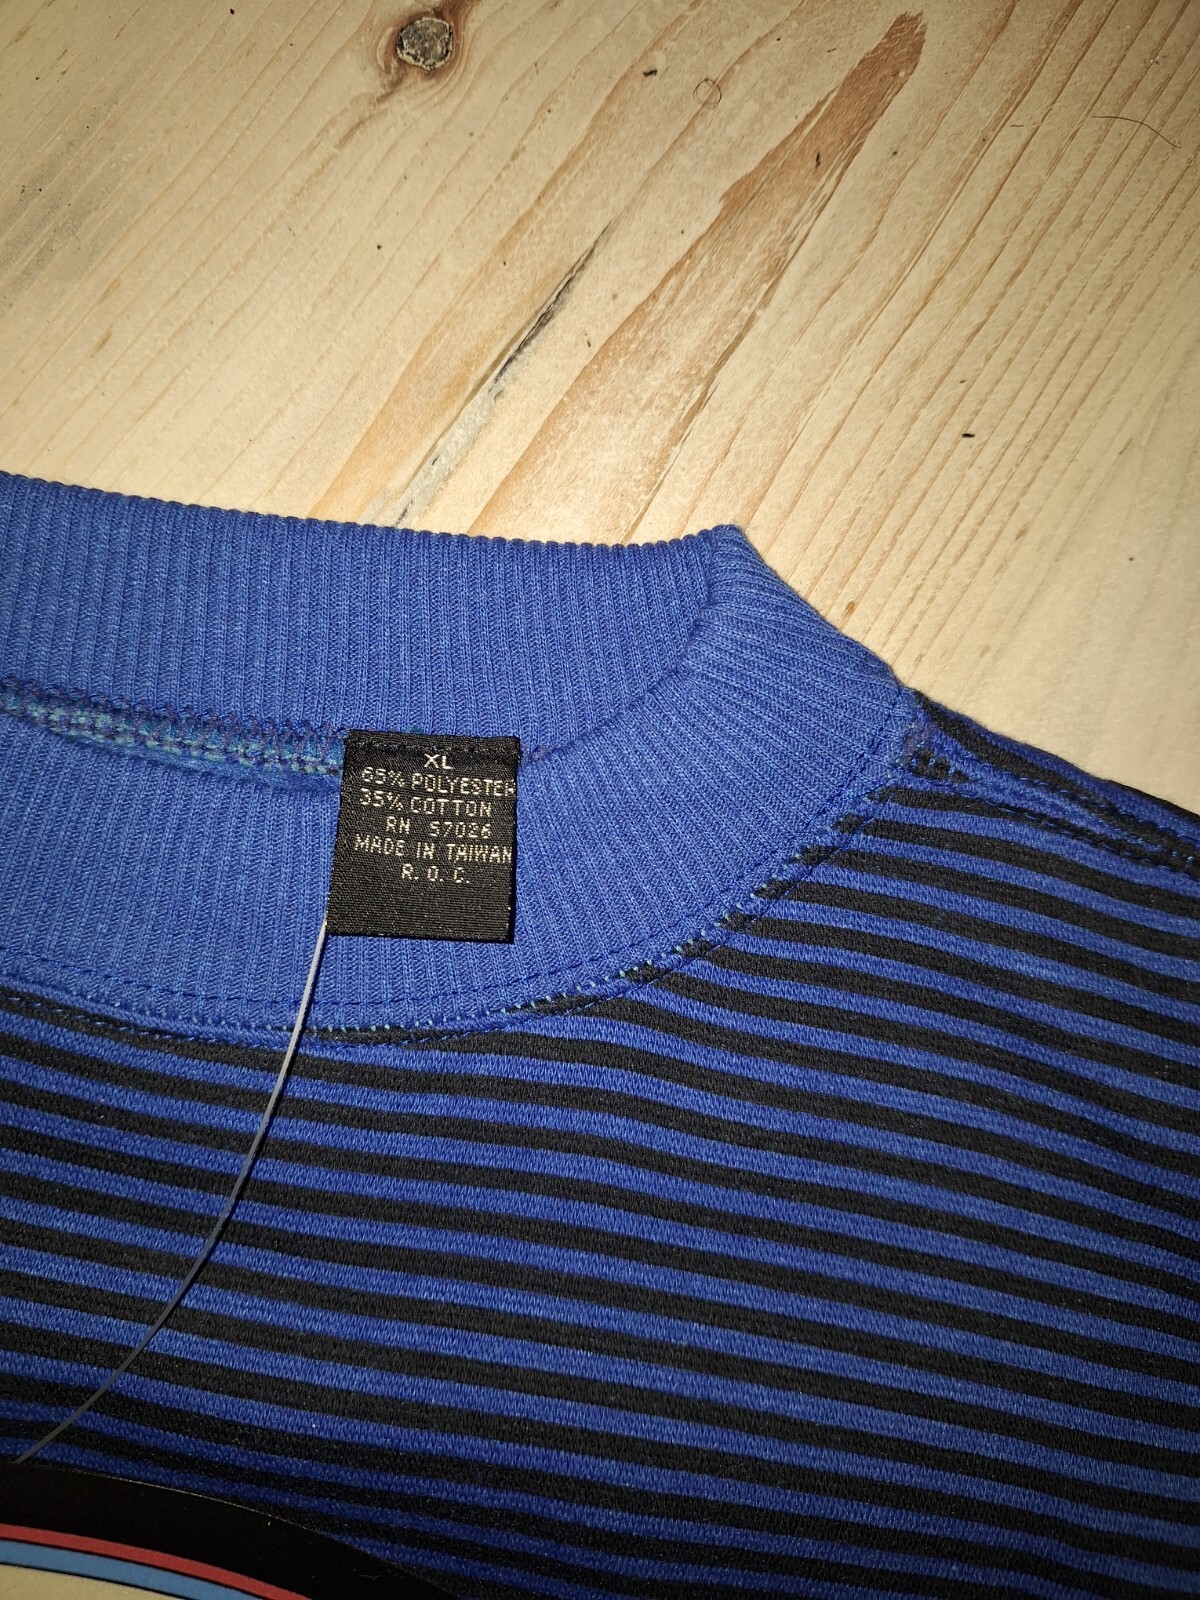 XL
65% POLYESTER
35% COTTON
RN 57026
MADE IN TAIWAN
R. O. C.